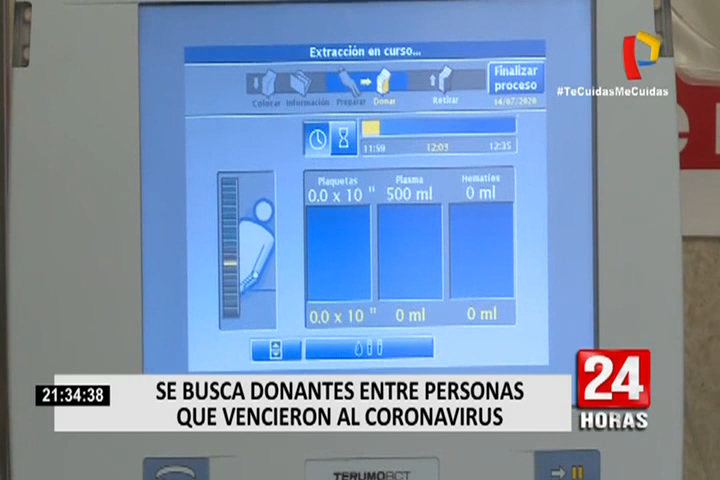 Extracción en curso...
Finalizar
proceso
Colocar Información Preparar Donar Retirar
14/07/2020
#TeCuidasMeCuidas
11:59 12:03 12:35
Plaquetas Plasma Hematíes
0.0 x 10 " 500 ml 0 ml
0.0 x 10 " 0 ml 0 ml
21:34:38
SE BUSCA DONANTES ENTRE PERSONAS
QUE VENCIERON AL CORONAVIRUS
24
HORAS
TERUMOBCT